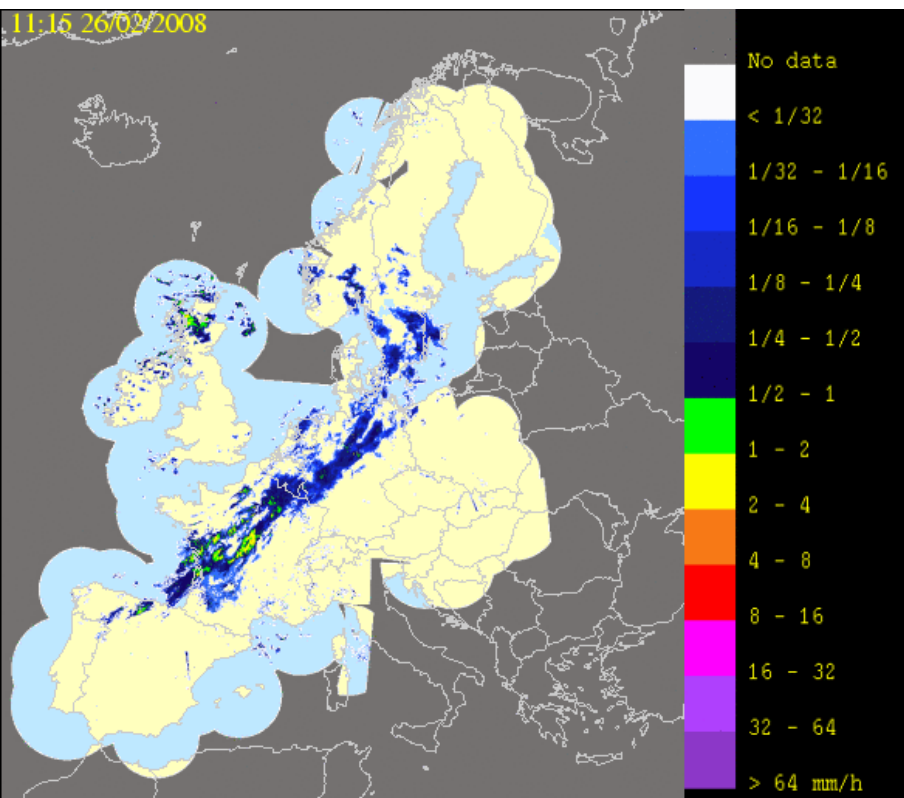 11:15 26/02/2008
No data
< 1/32
1/32 - 1/16
1/16 - 1/8
1/8 - 1/4
1/4 - 1/2
1/2 - 1
1 - 2
2 - 4
4 - 8
8 - 16
16 - 32
32 - 64
> 64 mm/h